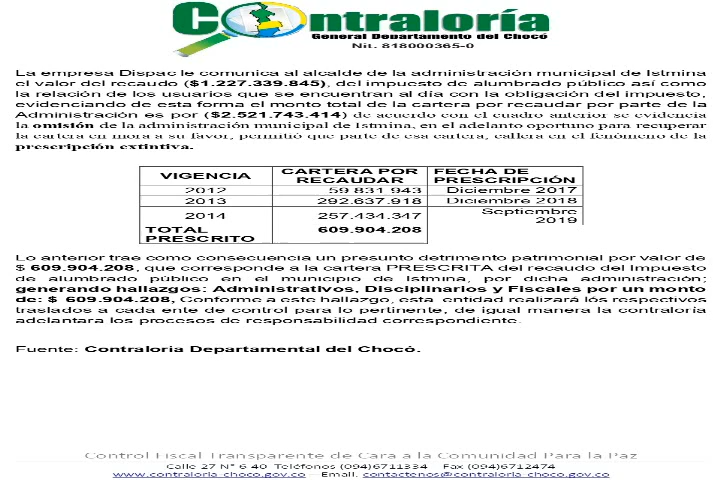 Contraloría
General Departamento del Chocó
Nit. 818000365-0
La empresa Dispac le comunica al alcalde de la administración municipal de Istmina
el valor del recaudo ($1.227.339.845), del impuesto de alumbrado público así como
la relación de los usuarios que se encuentran al día con la obligación del impuesto,
evidenciando de esta forma el monto total de la cartera por recaudar por parte de la
Administración es por ($2.521.743.414) de acuerdo con el cuadro anterior se evidencia
la omisión de la administración municipal de Istmina, en el adelanto oportuno para recuperar
la cartera en mora a su favor, permitió que parte de esa cartera, callera en el fenómeno de la
prescripción extintiva.
VIGENCIA CARTERA POR RECAUDAR FECHA DE PRESCRIPCIÓN
2012 59.831.943 Diciembre 2017
2013 292.637.918 Diciembre 2018
2014 257.434.347 Septiembre 2019
TOTAL PRESCRITO 609.904.208
Lo anterior trae como consecuencia un presunto detrimento patrimonial por valor de
$ 609.904.208, que corresponde a la cartera PRESCRITA del recaudo del Impuesto
de alumbrado público en el municipio de Istmina, por dicha administración;
generando hallazgos: Administrativos, Disciplinarios y Fiscales por un monto
de: $ 609.904.208, Conforme a este hallazgo, esta entidad realizará lós respectivos
traslados a cada ente de control para lo pertinente, de igual manera la contraloría
adelantara los procesos de responsabilidad correspondiente.
Fuente: Contraloría Departamental del Chocó.
Control Fiscal Transparente de Cara a la Comunidad Para la Paz
Calle 27 N° 6-40 Teléfonos (094)6711334 – Fax (094)6712474
www.contraloria-choco.gov.co – Email. contactenos@contraloria-choco.gov.co